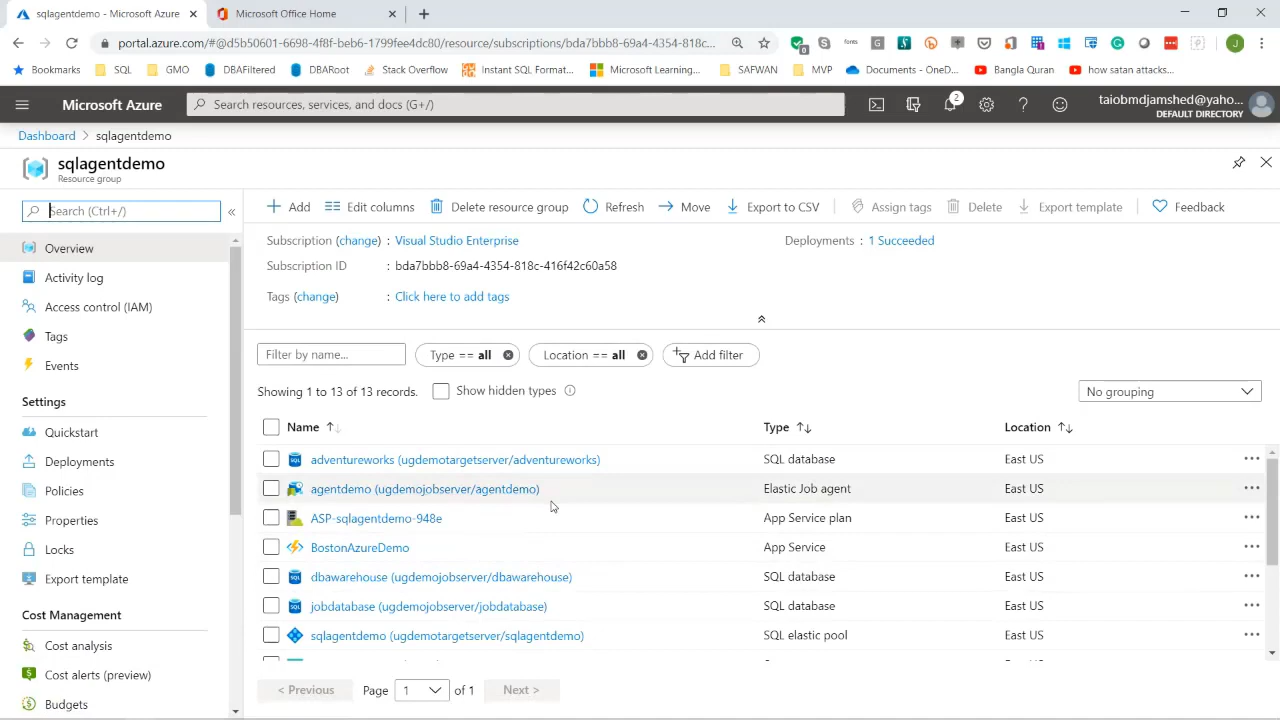 sqlagentdemo - Microsoft Azure
Microsoft Office Home
portal.azure.com/#@d5b50601-6698-4f8f-beb6-1799fee4dc80/resource/subscriptions/bda7bbb8-69a4-4354-818c...
Bookmarks SQL GMO DBAFiltered DBARoot Stack Overflow Instant SQL Format... Microsoft Learning... SAFWAN MVP Documents - OneD... Bangla Quran how satan attacks...
Microsoft Azure
Search resources, services, and docs (G+/)
2
taiobmdjamshed@yaho...
DEFAULT DIRECTORY
Dashboard > sqlagentdemo
sqlagentdemo
Resource group
Search (Ctrl+/)
«
Overview
Activity log
Access control (IAM)
Tags
Events
Settings
Quickstart
Deployments
Policies
Properties
Locks
Export template
Cost Management
Cost analysis
Cost alerts (preview)
Budgets
Add Edit columns Delete resource group Refresh Move Export to CSV Assign tags Delete Export template Feedback
Subscription (change) : Visual Studio Enterprise
Deployments : 1 Succeeded
Subscription ID : bda7bbb8-69a4-4354-818c-416f42c60a58
Tags (change) : Click here to add tags
Filter by name... Type == all Location == all Add filter
Showing 1 to 13 of 13 records. Show hidden types No grouping
Name Type Location
adventureworks (ugdemotargetserver/adventureworks) SQL database East US
agentdemo (ugdemojobserver/agentdemo) Elastic Job agent East US
ASP-sqlagentdemo-948e App Service plan East US
BostonAzureDemo App Service East US
dbawarehouse (ugdemojobserver/dbawarehouse) SQL database East US
jobdatabase (ugdemojobserver/jobdatabase) SQL database East US
sqlagentdemo (ugdemotargetserver/sqlagentdemo) SQL elastic pool East US
< Previous Page 1 of 1 Next >